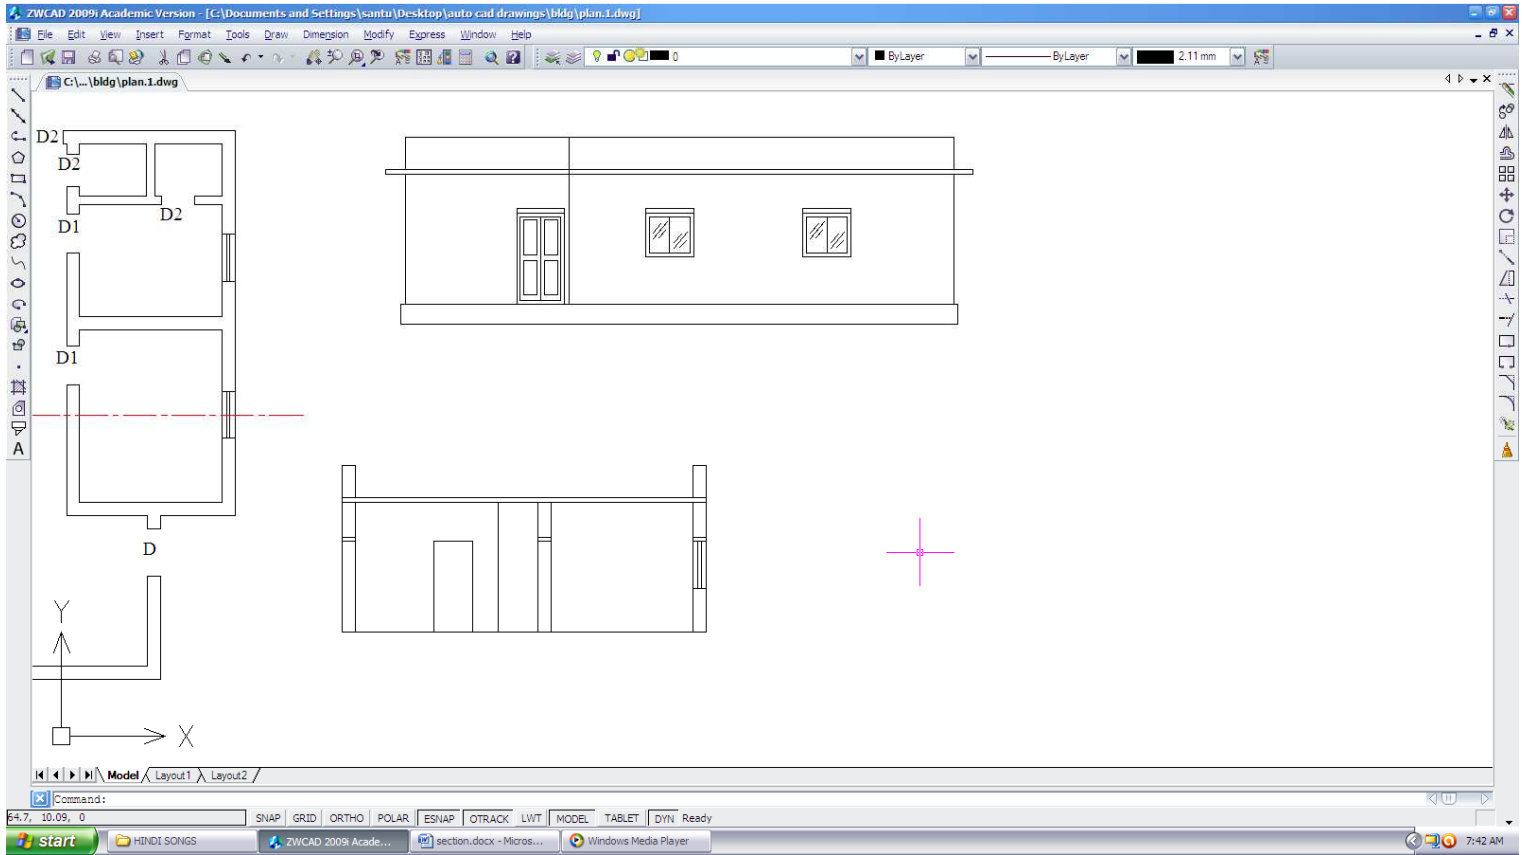 ZWCAD 2009i Academic Version - [C:\Documents and Settings\santu\Desktop\auto cad drawings\bldg\plan.1.dwg]
File Edit View Insert Format Tools Draw Dimension Modify Express Window Help
0 ByLayer ByLayer 2.11 mm
C:\...\bldg\plan.1.dwg
D2
D2
D2
D1
D1
D
Y
X
A
Model Layout1 Layout2
Command:
64.7, 10.09, 0 SNAP GRID ORTHO POLAR ESNAP OTRACK LWT MODEL TABLET DYN Ready
start HINDI SONGS ZWCAD 2009i Acade... section.docx - Micros... Windows Media Player 7:42 AM